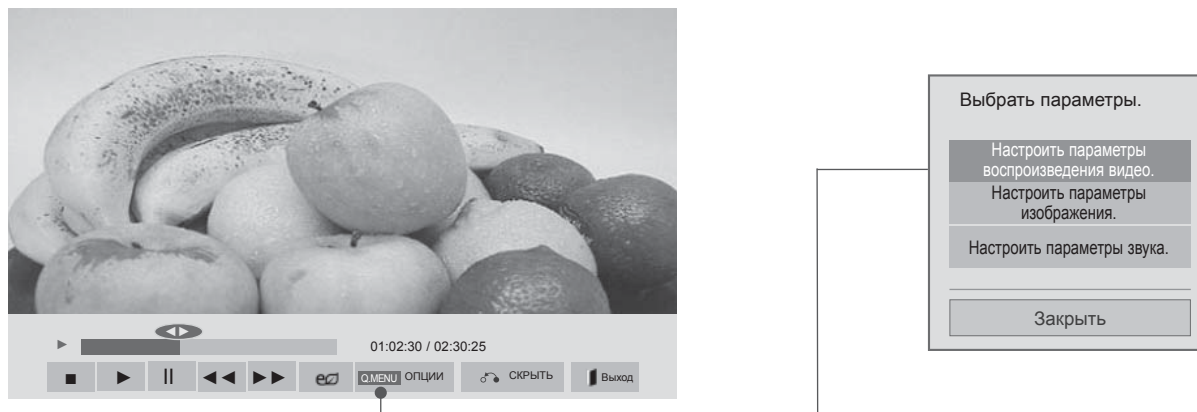 01:02:30 / 02:30:25
Q.MENU ОПЦИИ
СКРЫТЬ
Выход
Выбрать параметры.
Настроить параметры
воспроизведения видео.
Настроить параметры
изображения.
Настроить параметры звука.
Закрыть